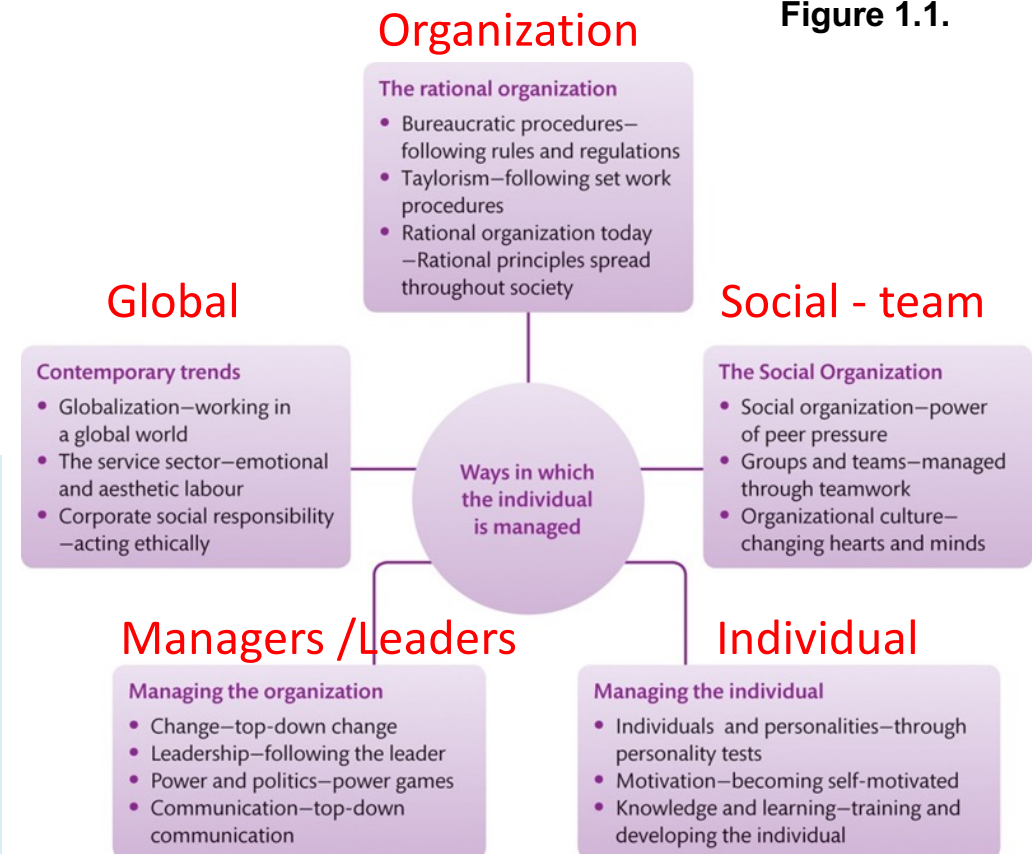 Figure 1.1.
Organization
The rational organization
• Bureaucratic procedures—
following rules and regulations
• Taylorism—following set work
procedures
• Rational organization today
—Rational principles spread
throughout society
Global
Contemporary trends
• Globalization—working in
a global world
• The service sector—emotional
and aesthetic labour
• Corporate social responsibility
—acting ethically
Social - team
The Social Organization
• Social organization—power
of peer pressure
• Groups and teams—managed
through teamwork
• Organizational culture—
changing hearts and minds
Ways in which
the individual
is managed
Managers /Leaders
Managing the organization
• Change—top-down change
• Leadership—following the leader
• Power and politics—power games
• Communication—top-down
communication
Individual
Managing the individual
• Individuals and personalities—through
personality tests
• Motivation—becoming self-motivated
• Knowledge and learning—training and
developing the individual